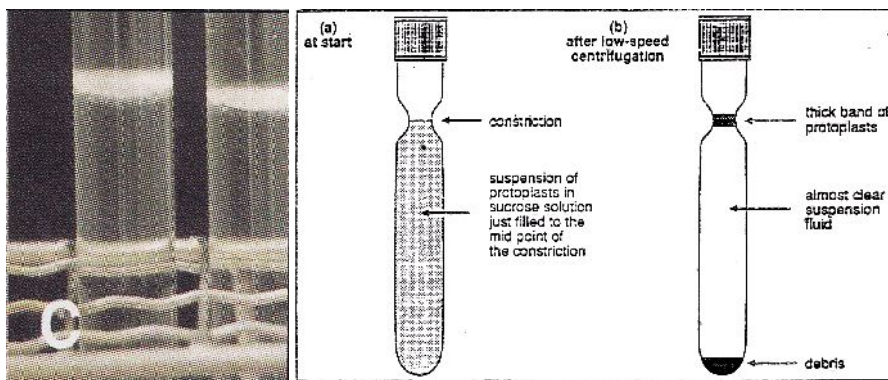 C
(a)
at start
constriction
suspension of
protoplasts in
sucrose solution
just filled to the
mid point of
the constriction
(b)
after low-speed
centrifugation
thick band of
protoplasts
almost clear
suspension
fluid
debris